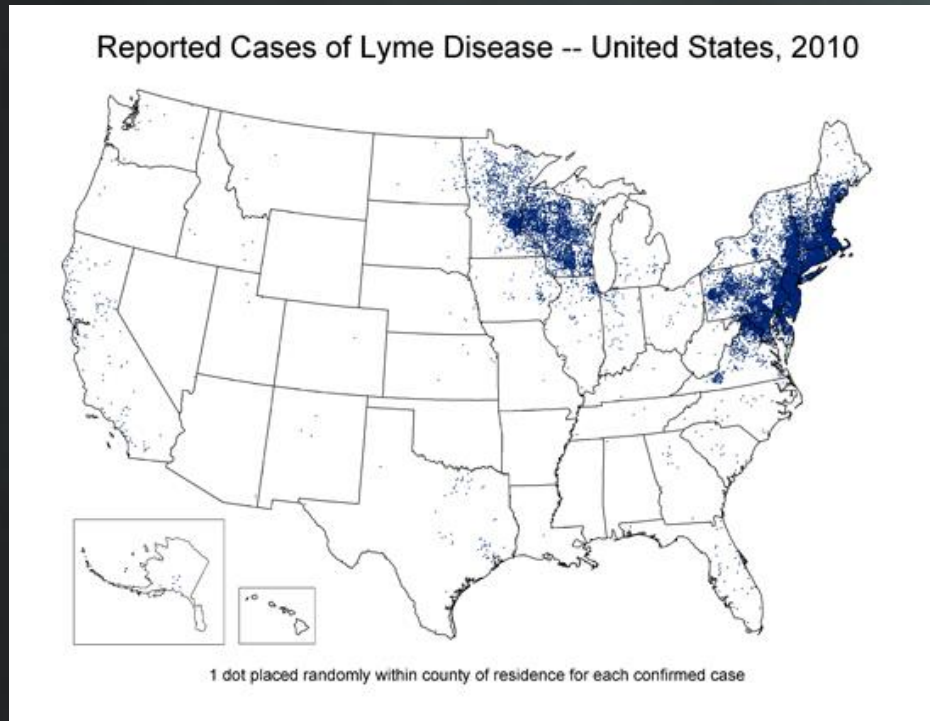 Reported Cases of Lyme Disease -- United States, 2010
1 dot placed randomly within county of residence for each confirmed case